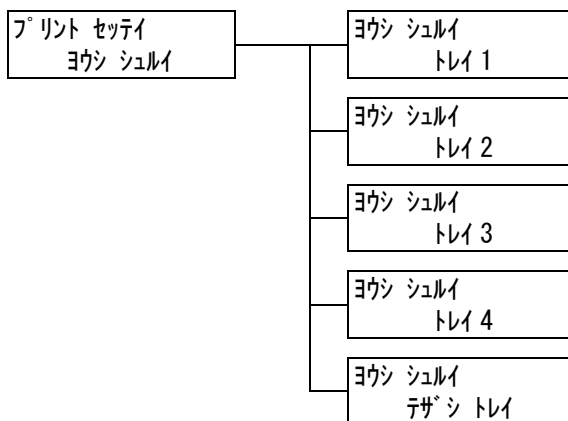 ﾌﾟﾘﾝﾄ ｾｯﾃｲ
ﾖｳｼ ｼｭﾙｲ
ﾖｳｼ ｼｭﾙｲ
ﾄﾚｲ 1
ﾖｳｼ ｼｭﾙｲ
ﾄﾚｲ 2
ﾖｳｼ ｼｭﾙｲ
ﾄﾚｲ 3
ﾖｳｼ ｼｭﾙｲ
ﾄﾚｲ 4
ﾖｳｼ ｼｭﾙｲ
ﾃｻﾞｼ ﾄﾚｲ